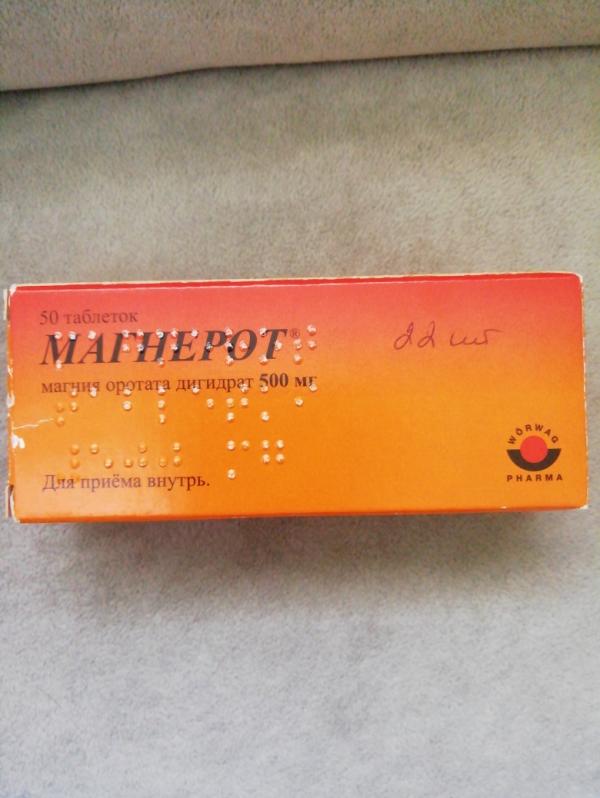 50 таблеток
МАГНЕРОТ®
22 шт
магния оротата дигидрат 500 мг
Для приёма внутрь.
WÖRWAG
PHARMA